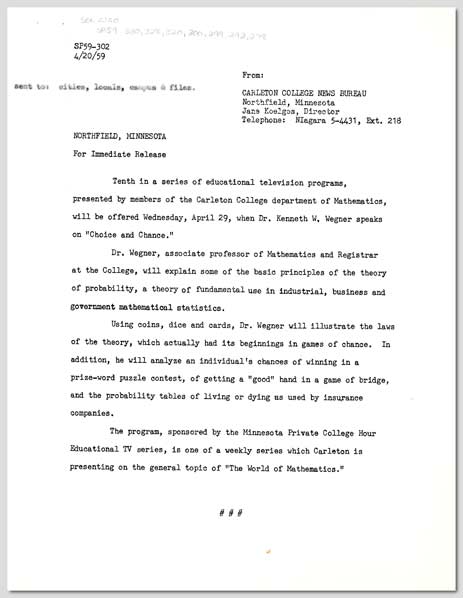 See also
SP59-302
4/20/59
From:
sent to: cities, locals, campus & files.
CARLETON COLLEGE NEWS BUREAU
Northfield, Minnesota
Jane Koelges, Director
Telephone: NIagara 5-4431, Ext. 218
NORTHFIELD, MINNESOTA
For Immediate Release
Tenth in a series of educational television programs,
presented by members of the Carleton College department of Mathematics,
will be offered Wednesday, April 29, when Dr. Kenneth W. Wegner speaks
on "Choice and Chance."
Dr. Wegner, associate professor of Mathematics and Registrar
at the College, will explain some of the basic principles of the theory
of probability, a theory of fundamental use in industrial, business and
government mathematical statistics.
Using coins, dice and cards, Dr. Wegner will illustrate the laws
of the theory, which actually had its beginnings in games of chance. In
addition, he will analyze an individual's chances of winning in a
prize-word puzzle contest, of getting a "good" hand in a game of bridge,
and the probability tables of living or dying as used by insurance
companies.
The program, sponsored by the Minnesota Private College Hour
Educational TV series, is one of a weekly series which Carleton is
presenting on the general topic of "The World of Mathematics."
# # #